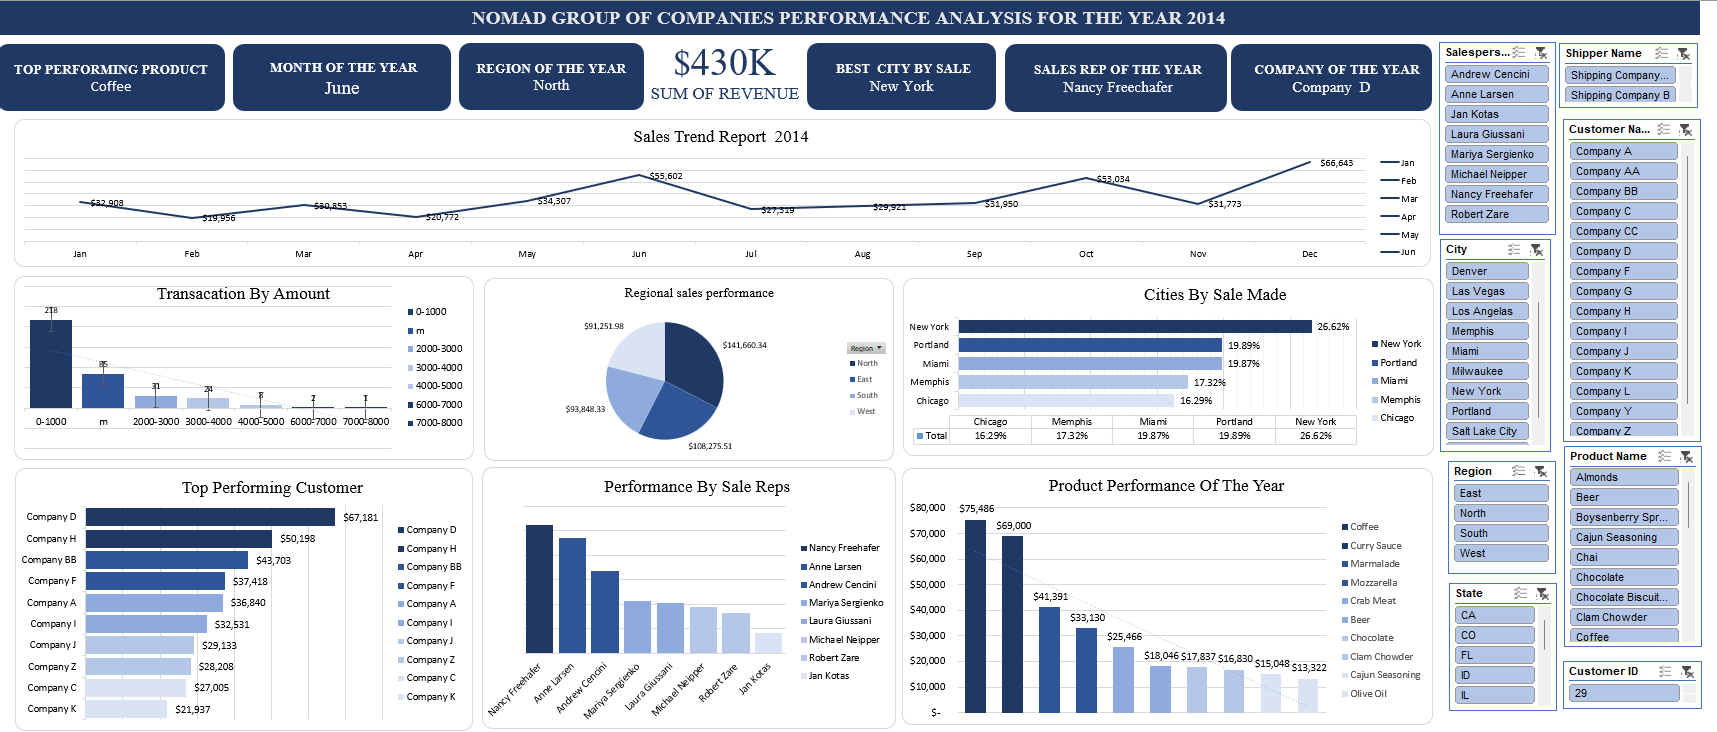 NOMAD GROUP OF COMPANIES PERFORMANCE ANALYSIS FOR THE YEAR 2014
TOP PERFORMING PRODUCT
Coffee
MONTH OF THE YEAR
June
REGION OF THE YEAR
North
$430K
SUM OF REVENUE
BEST CITY BY SALE
New York
SALES REP OF THE YEAR
Nancy Freechafer
COMPANY OF THE YEAR
Company D
Sales Trend Report 2014
$32,908
$19,956
$30,853
$20,772
$34,307
$55,602
$27,519
$29,921
$31,950
$53,034
$31,773
$66,643
Jan Feb Mar Apr May Jun Jul Aug Sep Oct Nov Dec
Jan
Feb
Mar
Apr
May
Jun
Transacation By Amount
218
85
31
24
8
2
1
0-1000 m 2000-3000 3000-4000 4000-5000 6000-7000 7000-8000
0-1000
m
2000-3000
3000-4000
4000-5000
6000-7000
7000-8000
Regional sales performance
$91,251.98
$141,660.34
$93,848.33
$108,275.51
Region
North
East
South
West
Cities By Sale Made
New York 26.62%
Portland 19.89%
Miami 19.87%
Memphis 17.32%
Chicago 16.29%
Chicago Memphis Miami Portland New York
Total 16.29% 17.32% 19.87% 19.89% 26.62%
New York
Portland
Miami
Memphis
Chicago
Top Performing Customer
Company D $67,181
Company H $50,198
Company BB $43,703
Company F $37,418
Company A $36,840
Company I $32,531
Company J $29,133
Company Z $28,208
Company C $27,005
Company K $21,937
Company D
Company H
Company BB
Company F
Company A
Company I
Company J
Company Z
Company C
Company K
Performance By Sale Reps
Nancy Freehafer
Anne Larsen
Andrew Cencini
Mariya Sergienko
Laura Giussani
Michael Neipper
Robert Zare
Jan Kotas
Nancy Freehafer
Anne Larsen
Andrew Cencini
Mariya Sergienko
Laura Giussani
Michael Neipper
Robert Zare
Jan Kotas
Product Performance Of The Year
$80,000
$70,000
$60,000
$50,000
$40,000
$30,000
$20,000
$10,000
$-
$75,486
$69,000
$41,391
$33,130
$25,466
$18,046
$17,837
$16,830
$15,048
$13,322
Coffee
Curry Sauce
Marmalade
Mozzarella
Crab Meat
Beer
Chocolate
Clam Chowder
Cajun Seasoning
Olive Oil
Salespers...
Andrew Cencini
Anne Larsen
Jan Kotas
Laura Giussani
Mariya Sergienko
Michael Neipper
Nancy Freehafer
Robert Zare
City
Denver
Las Vegas
Los Angelas
Memphis
Miami
Milwaukee
New York
Portland
Salt Lake City
Region
East
North
South
West
State
CA
CO
FL
ID
IL
Shipper Name
Shipping Company...
Shipping Company B
Customer Na...
Company A
Company AA
Company BB
Company C
Company CC
Company D
Company F
Company G
Company H
Company I
Company J
Company K
Company L
Company Y
Company Z
Product Name
Almonds
Beer
Boysenberry Spr...
Cajun Seasoning
Chai
Chocolate
Chocolate Biscuit...
Clam Chowder
Coffee
Customer ID
29